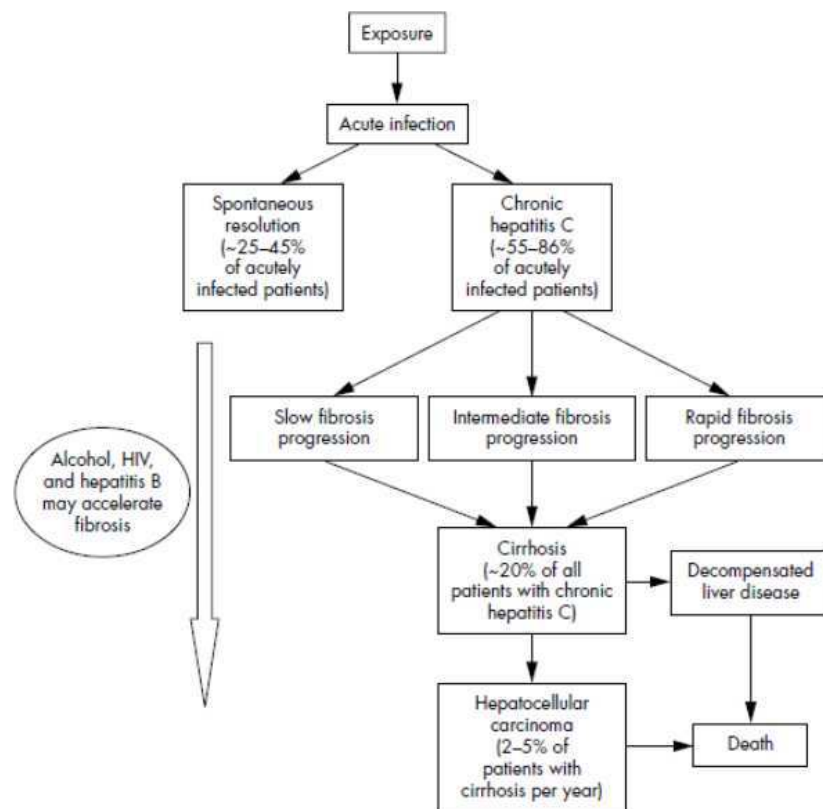 Exposure
Acute infection
Spontaneous
resolution
(~25–45%
of acutely
infected patients)
Chronic
hepatitis C
(~55–86%
of acutely
infected patients)
Slow fibrosis
progression
Intermediate fibrosis
progression
Rapid fibrosis
progression
Alcohol, HIV,
and hepatitis B
may accelerate
fibrosis
Cirrhosis
(~20% of all
patients with chronic
hepatitis C)
Decompensated
liver disease
Hepatocellular
carcinoma
(2–5% of
patients with
cirrhosis per year)
Death